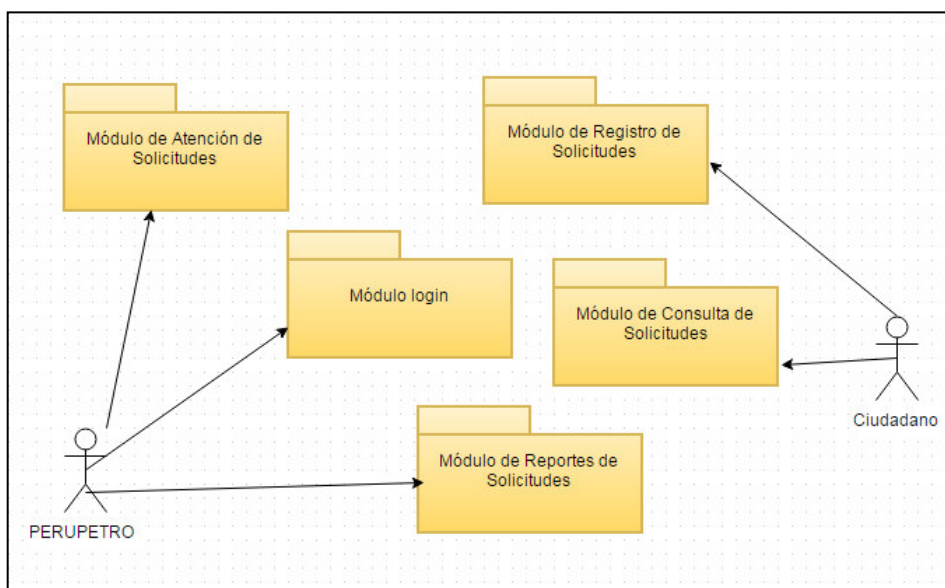 Módulo de Atención de
Solicitudes
Módulo de Registro de
Solicitudes
Módulo login
Módulo de Consulta de
Solicitudes
Ciudadano
Módulo de Reportes de
Solicitudes
PERUPETRO